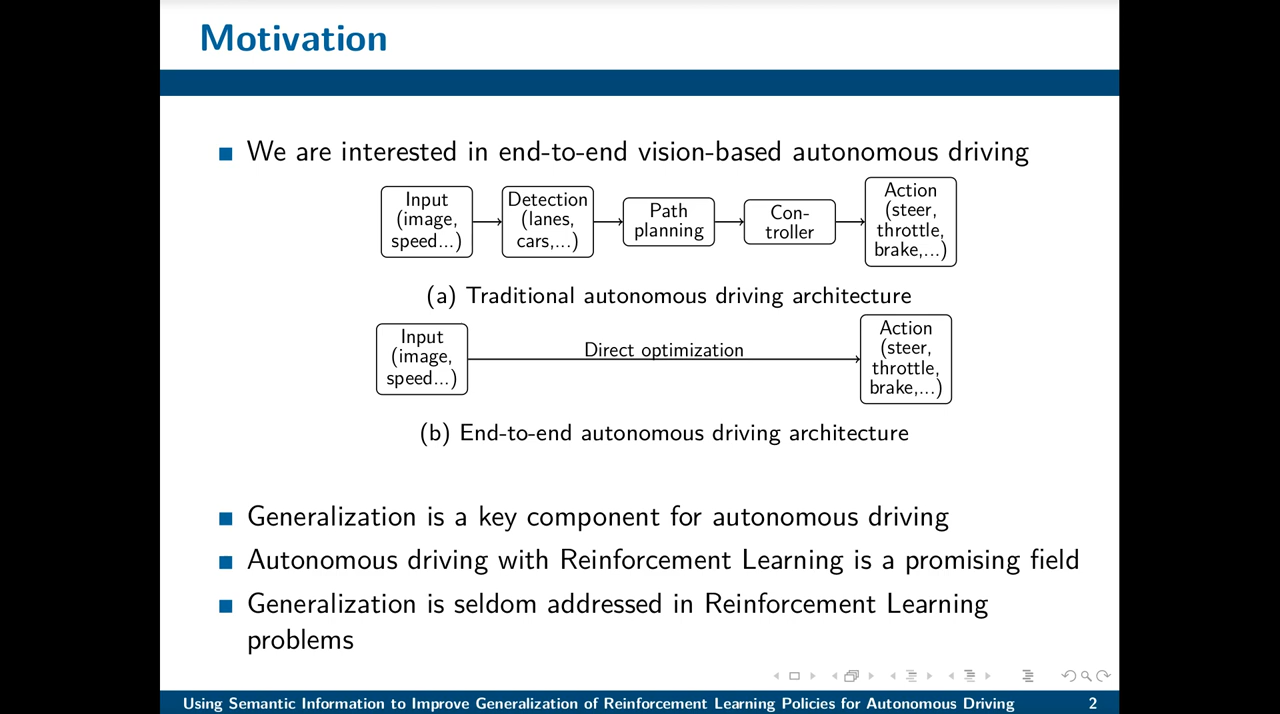 Motivation
We are interested in end-to-end vision-based autonomous driving
Input
(image,
speed...)
Detection
(lanes,
cars,...)
Path
planning
Con-
troller
Action
(steer,
throttle,
brake,...)
(a) Traditional autonomous driving architecture
Input
(image,
speed...)
Direct optimization
Action
(steer,
throttle,
brake,...)
(b) End-to-end autonomous driving architecture
Generalization is a key component for autonomous driving
Autonomous driving with Reinforcement Learning is a promising field
Generalization is seldom addressed in Reinforcement Learning
problems
Using Semantic Information to Improve Generalization of Reinforcement Learning Policies for Autonomous Driving 2